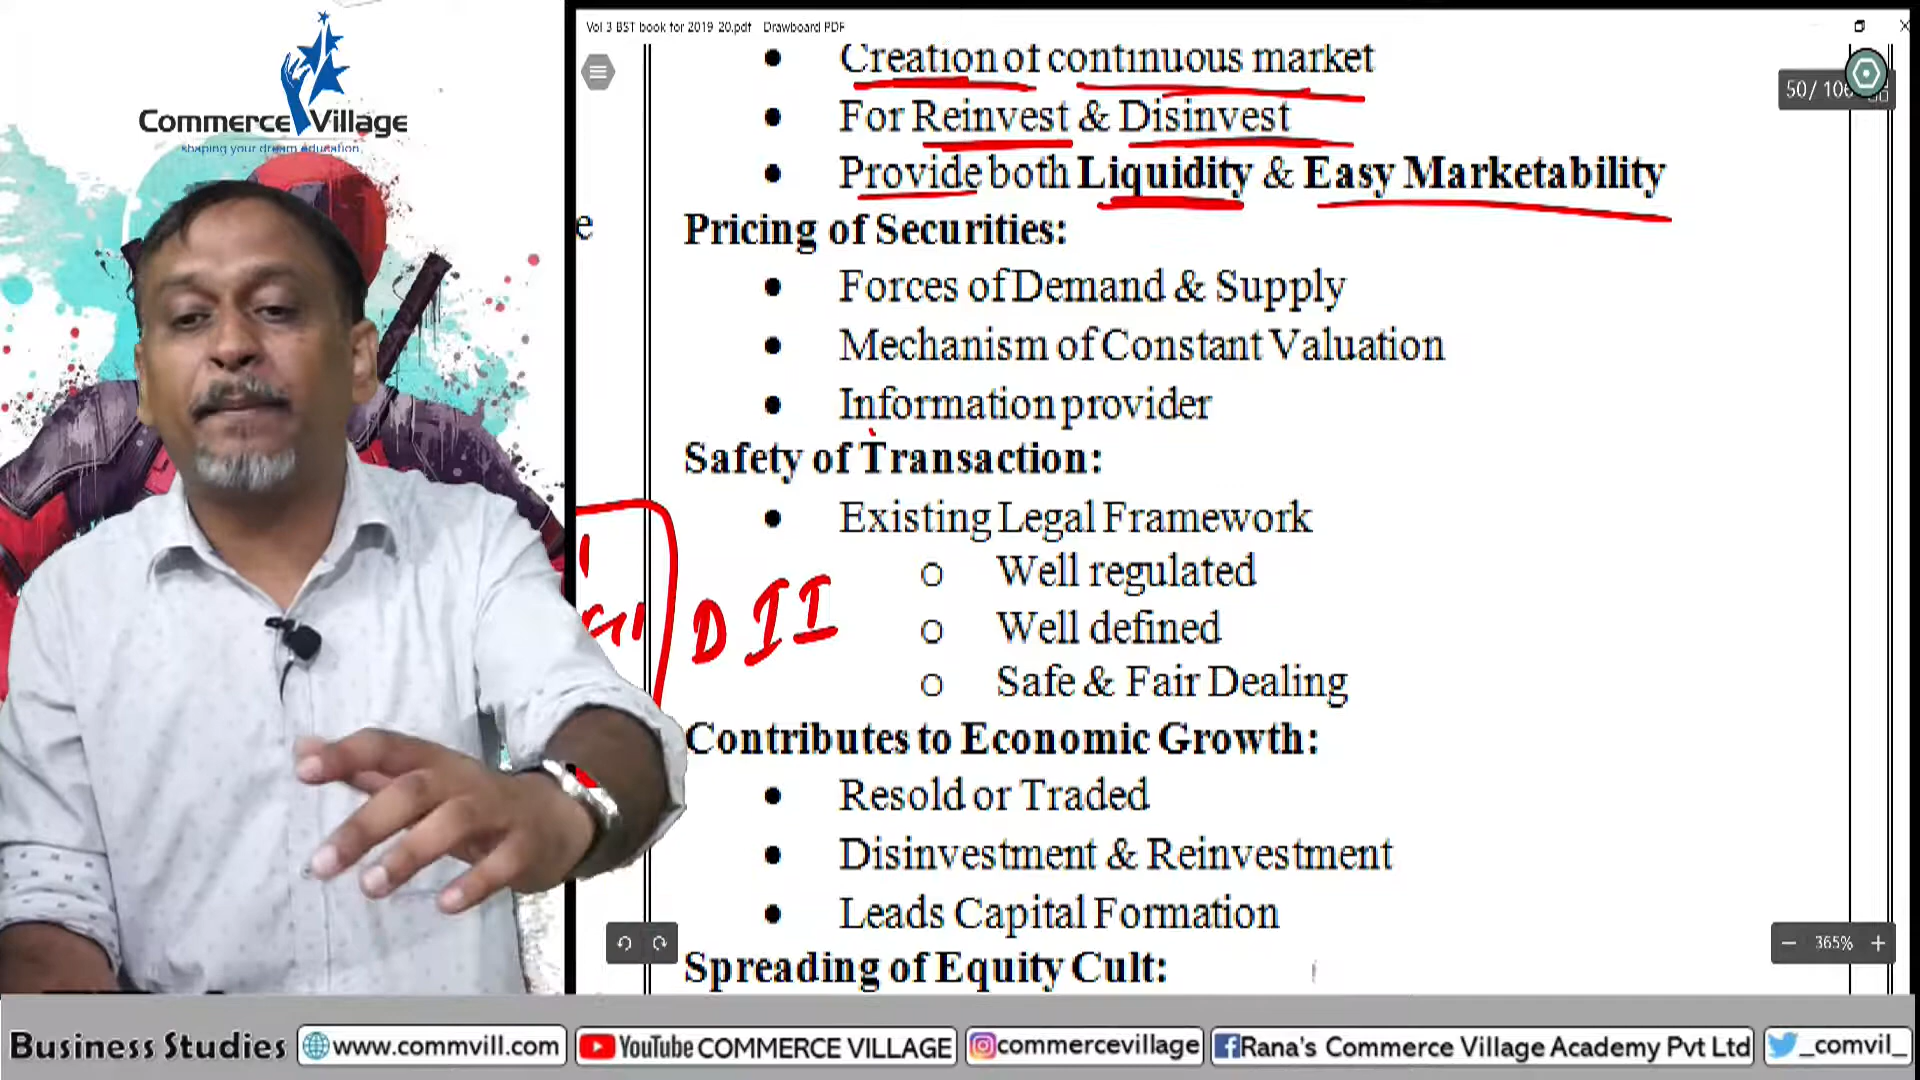 Vol 3 BST book for 2019-20.pdf Drawboard PDF
Commerce Village
shaping your dream education
50 / 106
• Creation of continuous market
• For Reinvest & Disinvest
• Provide both Liquidity & Easy Marketability
e
Pricing of Securities:
• Forces of Demand & Supply
• Mechanism of Constant Valuation
• Information provider
Safety of Transaction:
• Existing Legal Framework
o Well regulated
o Well defined
o Safe & Fair Dealing
DII
Contributes to Economic Growth:
• Resold or Traded
• Disinvestment & Reinvestment
• Leads Capital Formation
Spreading of Equity Cult:
− 365% +
Business Studies www.commvill.com YouTube COMMERCE VILLAGE commercevillage Rana's Commerce Village Academy Pvt Ltd _comvil_